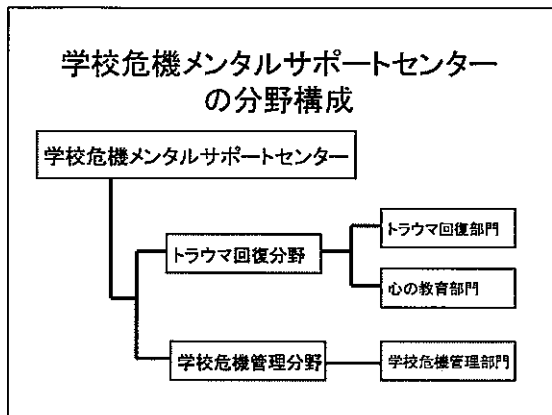 学校危機メンタルサポートセンター
の分野構成
学校危機メンタルサポートセンター
トラウマ回復分野
トラウマ回復部門
心の教育部門
学校危機管理分野
学校危機管理部門